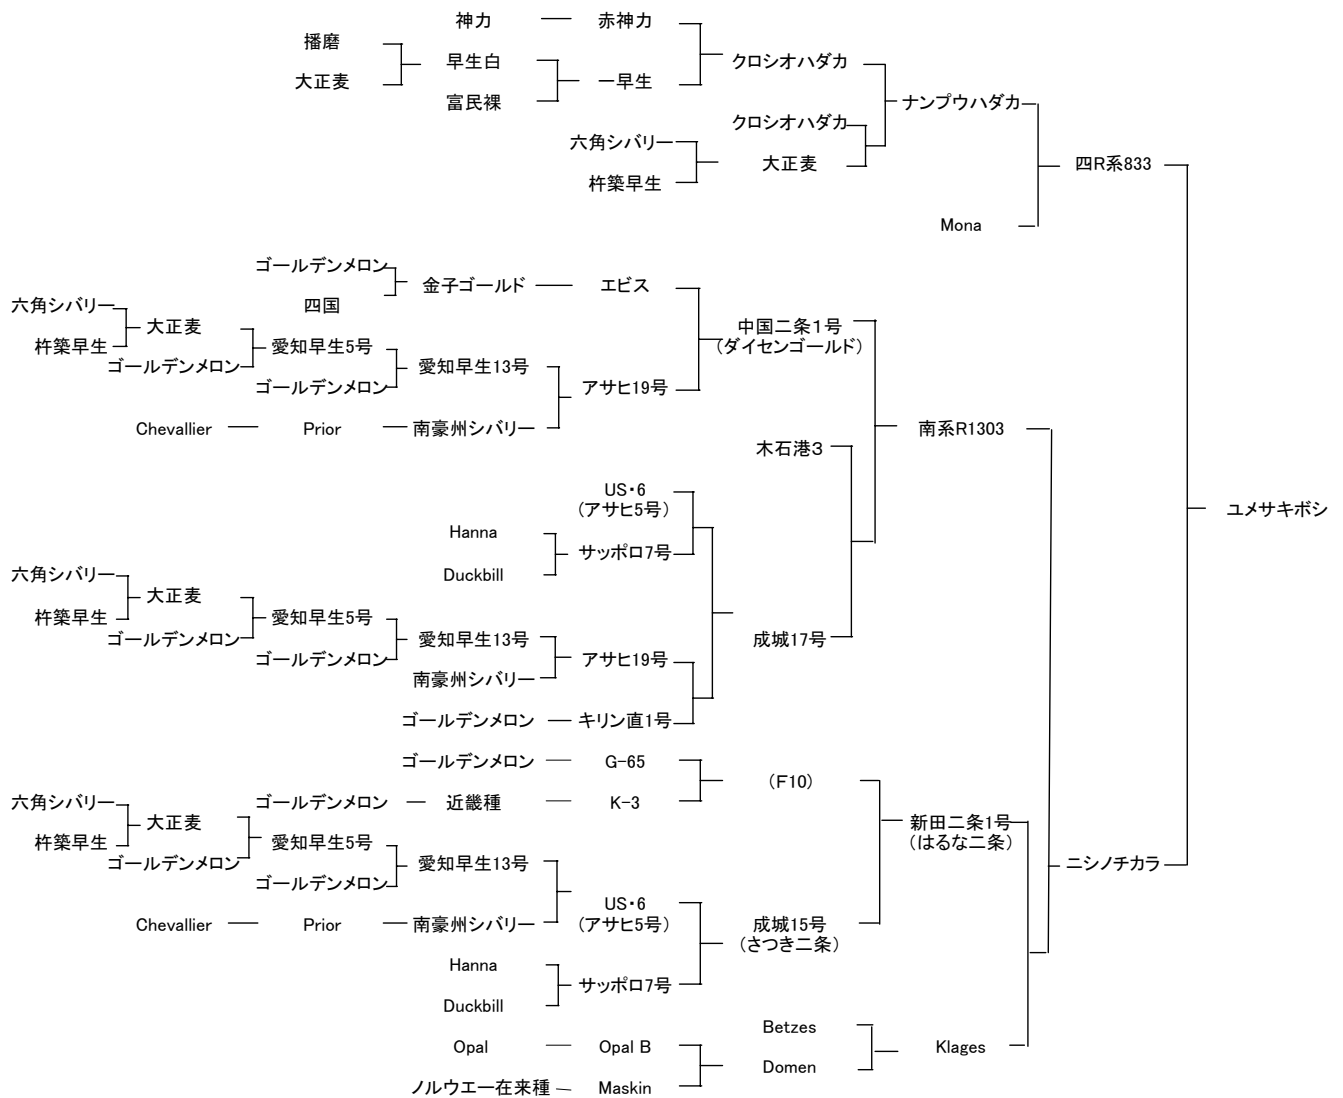 神力
赤神力
播磨
早生白
クロシオハダカ
大正麦
一早生
富民裸
ナンプウハダカ
クロシオハダカ
六角シバリー
大正麦
四R系833
杵築早生
Mona
ゴールデンメロン
金子ゴールド
エビス
六角シバリー
四国
大正麦
中国二条1号
(ダイセンゴールド)
杵築早生
愛知早生5号
ゴールデンメロン
愛知早生13号
ゴールデンメロン
アサヒ19号
Chevallier
Prior
南豪州シバリー
南系R1303
木石港3
US・6
(アサヒ5号)
ユメサキボシ
Hanna
サッポロ7号
Duckbill
六角シバリー
大正麦
杵築早生
愛知早生5号
ゴールデンメロン
愛知早生13号
成城17号
ゴールデンメロン
アサヒ19号
南豪州シバリー
ゴールデンメロン
キリン直1号
ゴールデンメロン
G-65
(F10)
六角シバリー
ゴールデンメロン
近畿種
K-3
大正麦
新田二条1号
(はるな二条)
杵築早生
愛知早生5号
ゴールデンメロン
愛知早生13号
ニシノチカラ
ゴールデンメロン
US・6
(アサヒ5号)
Chevallier
Prior
南豪州シバリー
成城15号
(さつき二条)
Hanna
サッポロ7号
Duckbill
Betzes
Opal
Opal B
Klages
Domen
ノルウエー在来種
Maskin